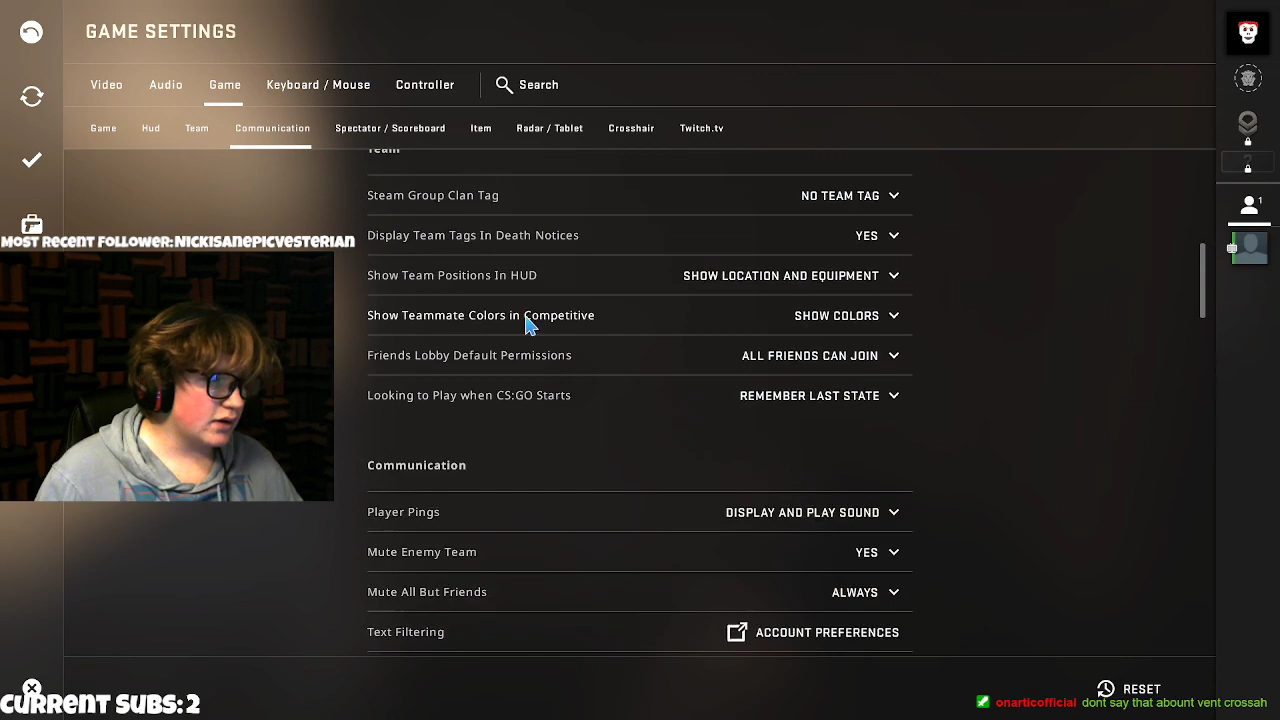 GAME SETTINGS
Video Audio Game Keyboard / Mouse Controller Search
Game Hud Team Communication Spectator / Scoreboard Item Radar / Tablet Crosshair Twitch.tv
Team
Steam Group Clan Tag NO TEAM TAG
Display Team Tags In Death Notices YES
Show Team Positions In HUD SHOW LOCATION AND EQUIPMENT
Show Teammate Colors in Competitive SHOW COLORS
Friends Lobby Default Permissions ALL FRIENDS CAN JOIN
Looking to Play when CS:GO Starts REMEMBER LAST STATE
Communication
Player Pings DISPLAY AND PLAY SOUND
Mute Enemy Team YES
Mute All But Friends ALWAYS
Text Filtering ACCOUNT PREFERENCES
RESET
MOST RECENT FOLLOWER: NICKISANEPICVESTERIAN
CURRENT SUBS: 2
onarticofficial dont say that abount vent crossah
1